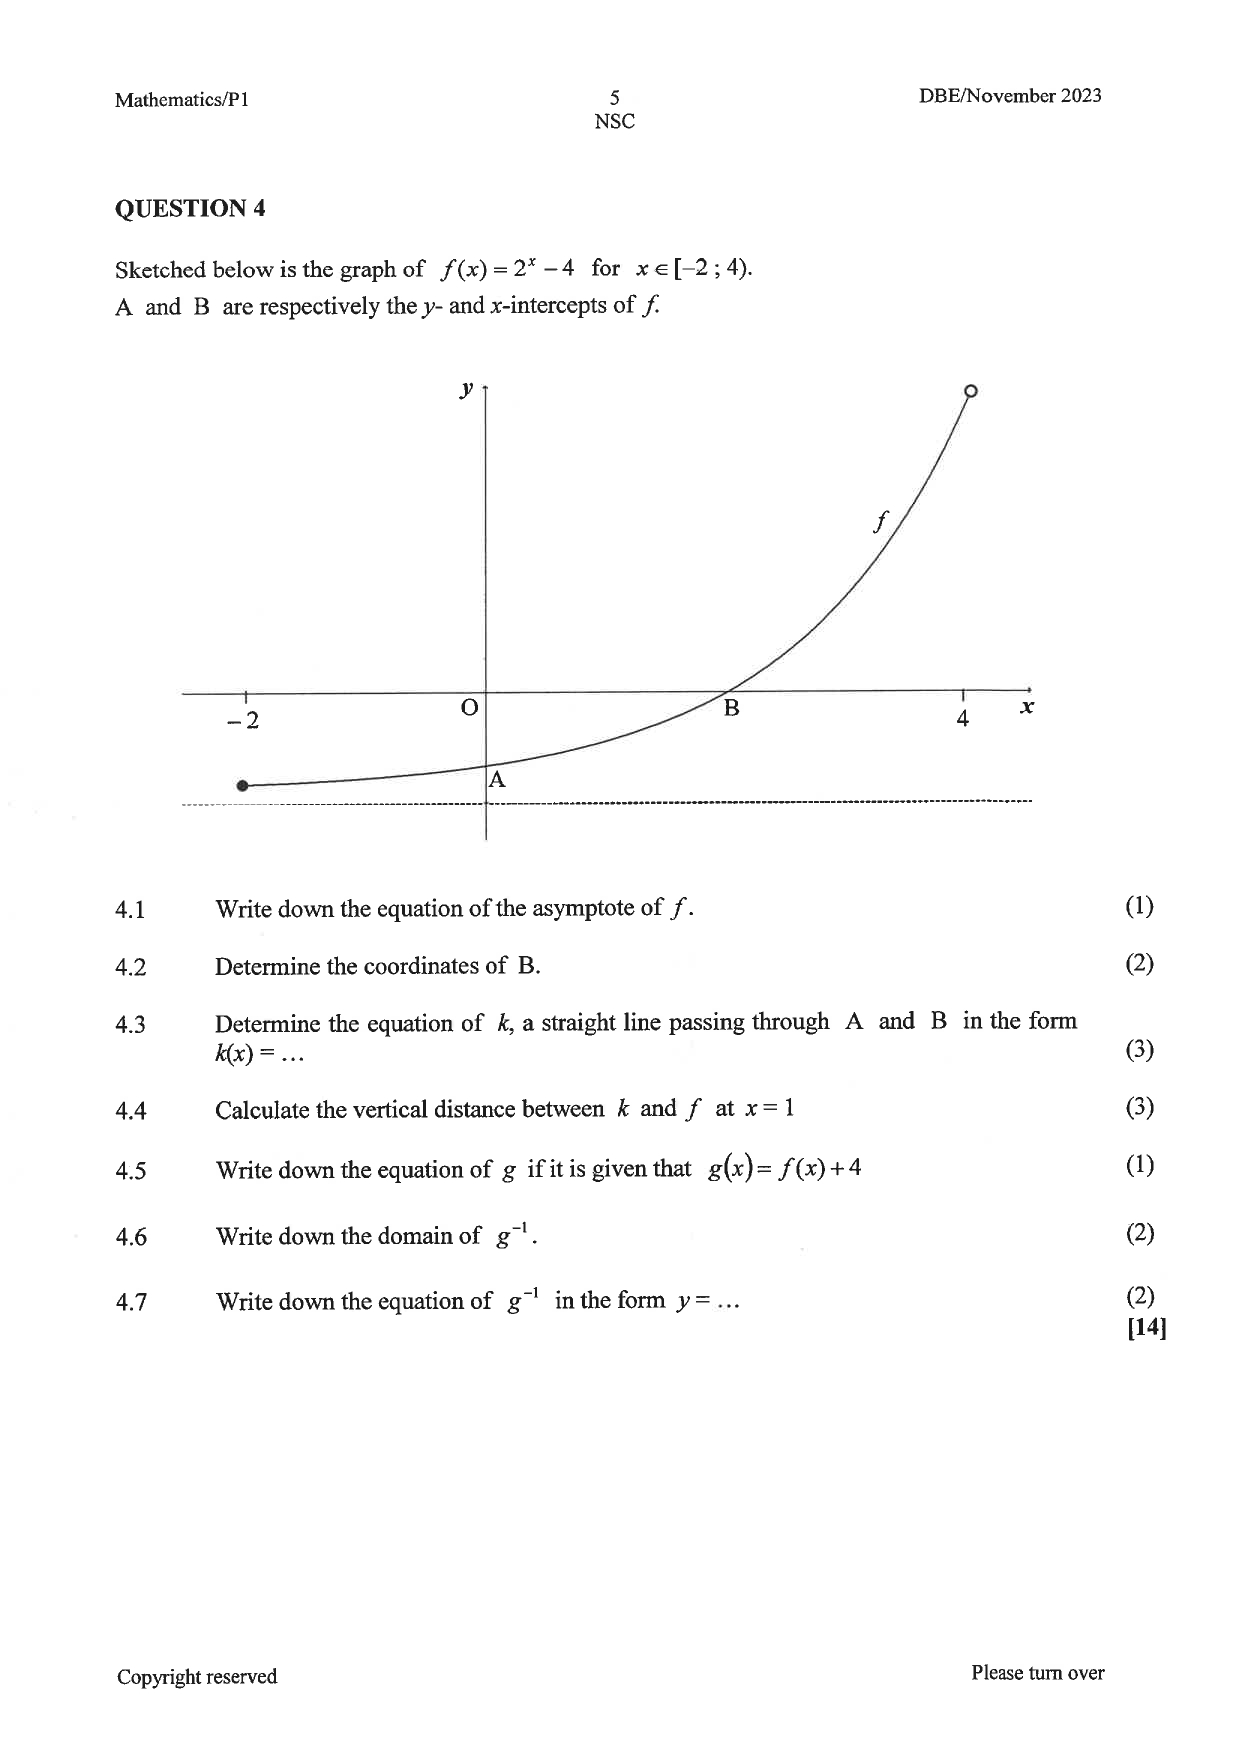 Mathematics/P1 5 DBE/November 2023
NSC
QUESTION 4
Sketched below is the graph of f(x) = 2ˣ − 4 for x ∈ [−2 ; 4).
A and B are respectively the y- and x-intercepts of f.
y
f
−2 O B 4 x
A
4.1 Write down the equation of the asymptote of f. (1)
4.2 Determine the coordinates of B. (2)
4.3 Determine the equation of k, a straight line passing through A and B in the form
k(x) = ... (3)
4.4 Calculate the vertical distance between k and f at x = 1 (3)
4.5 Write down the equation of g if it is given that g(x) = f(x) + 4 (1)
4.6 Write down the domain of g⁻¹. (2)
4.7 Write down the equation of g⁻¹ in the form y = ... (2)
[14]
Copyright reserved Please turn over